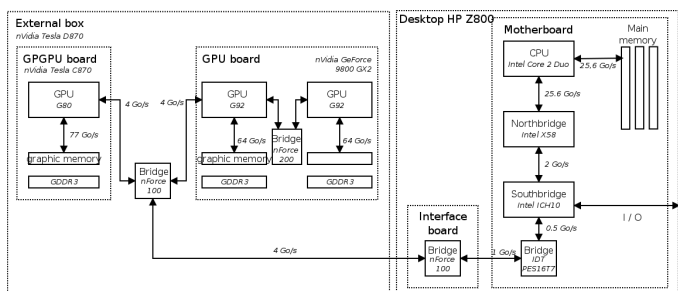 External box
nVidia Tesla D870
GPGPU board
nVidia Tesla C870
GPU
G80
77 Go/s
graphic memory
GDDR3
4 Go/s
4 Go/s
Bridge
nForce
100
GPU board
nVidia GeForce
9800 GX2
GPU
G92
64 Go/s
graphic memory
GDDR3
Bridge
nForce
200
GPU
G92
64 Go/s
GDDR3
4 Go/s
Desktop HP Z800
Interface
board
Bridge
nForce
100
1 Go/s
Motherboard
CPU
Intel Core 2 Duo
25,6 Go/s
Main
memory
25.6 Go/s
Northbridge
Intel X58
2 Go/s
Southbridge
Intel ICH10
I / O
0.5 Go/s
Bridge
IDT
PES16T7